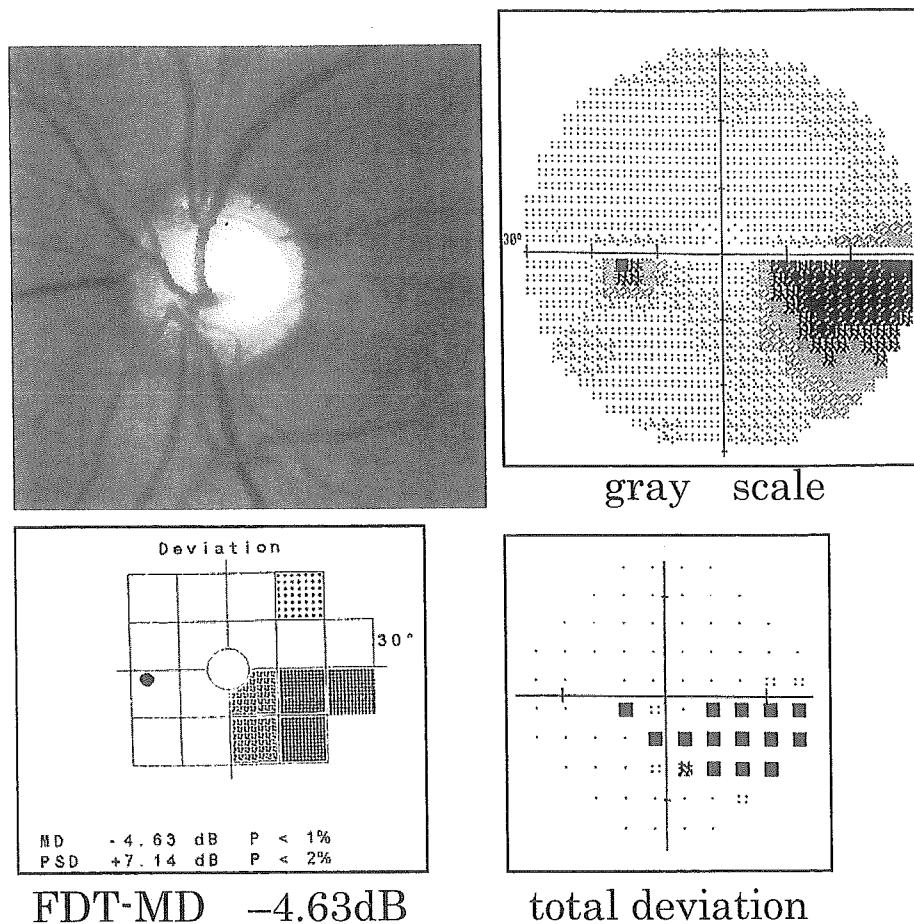 30°
gray scale
Deviation
30°
MD -4.63 dB P < 1%
PSD +7.14 dB P < 2%
FDT-MD −4.63dB
total deviation